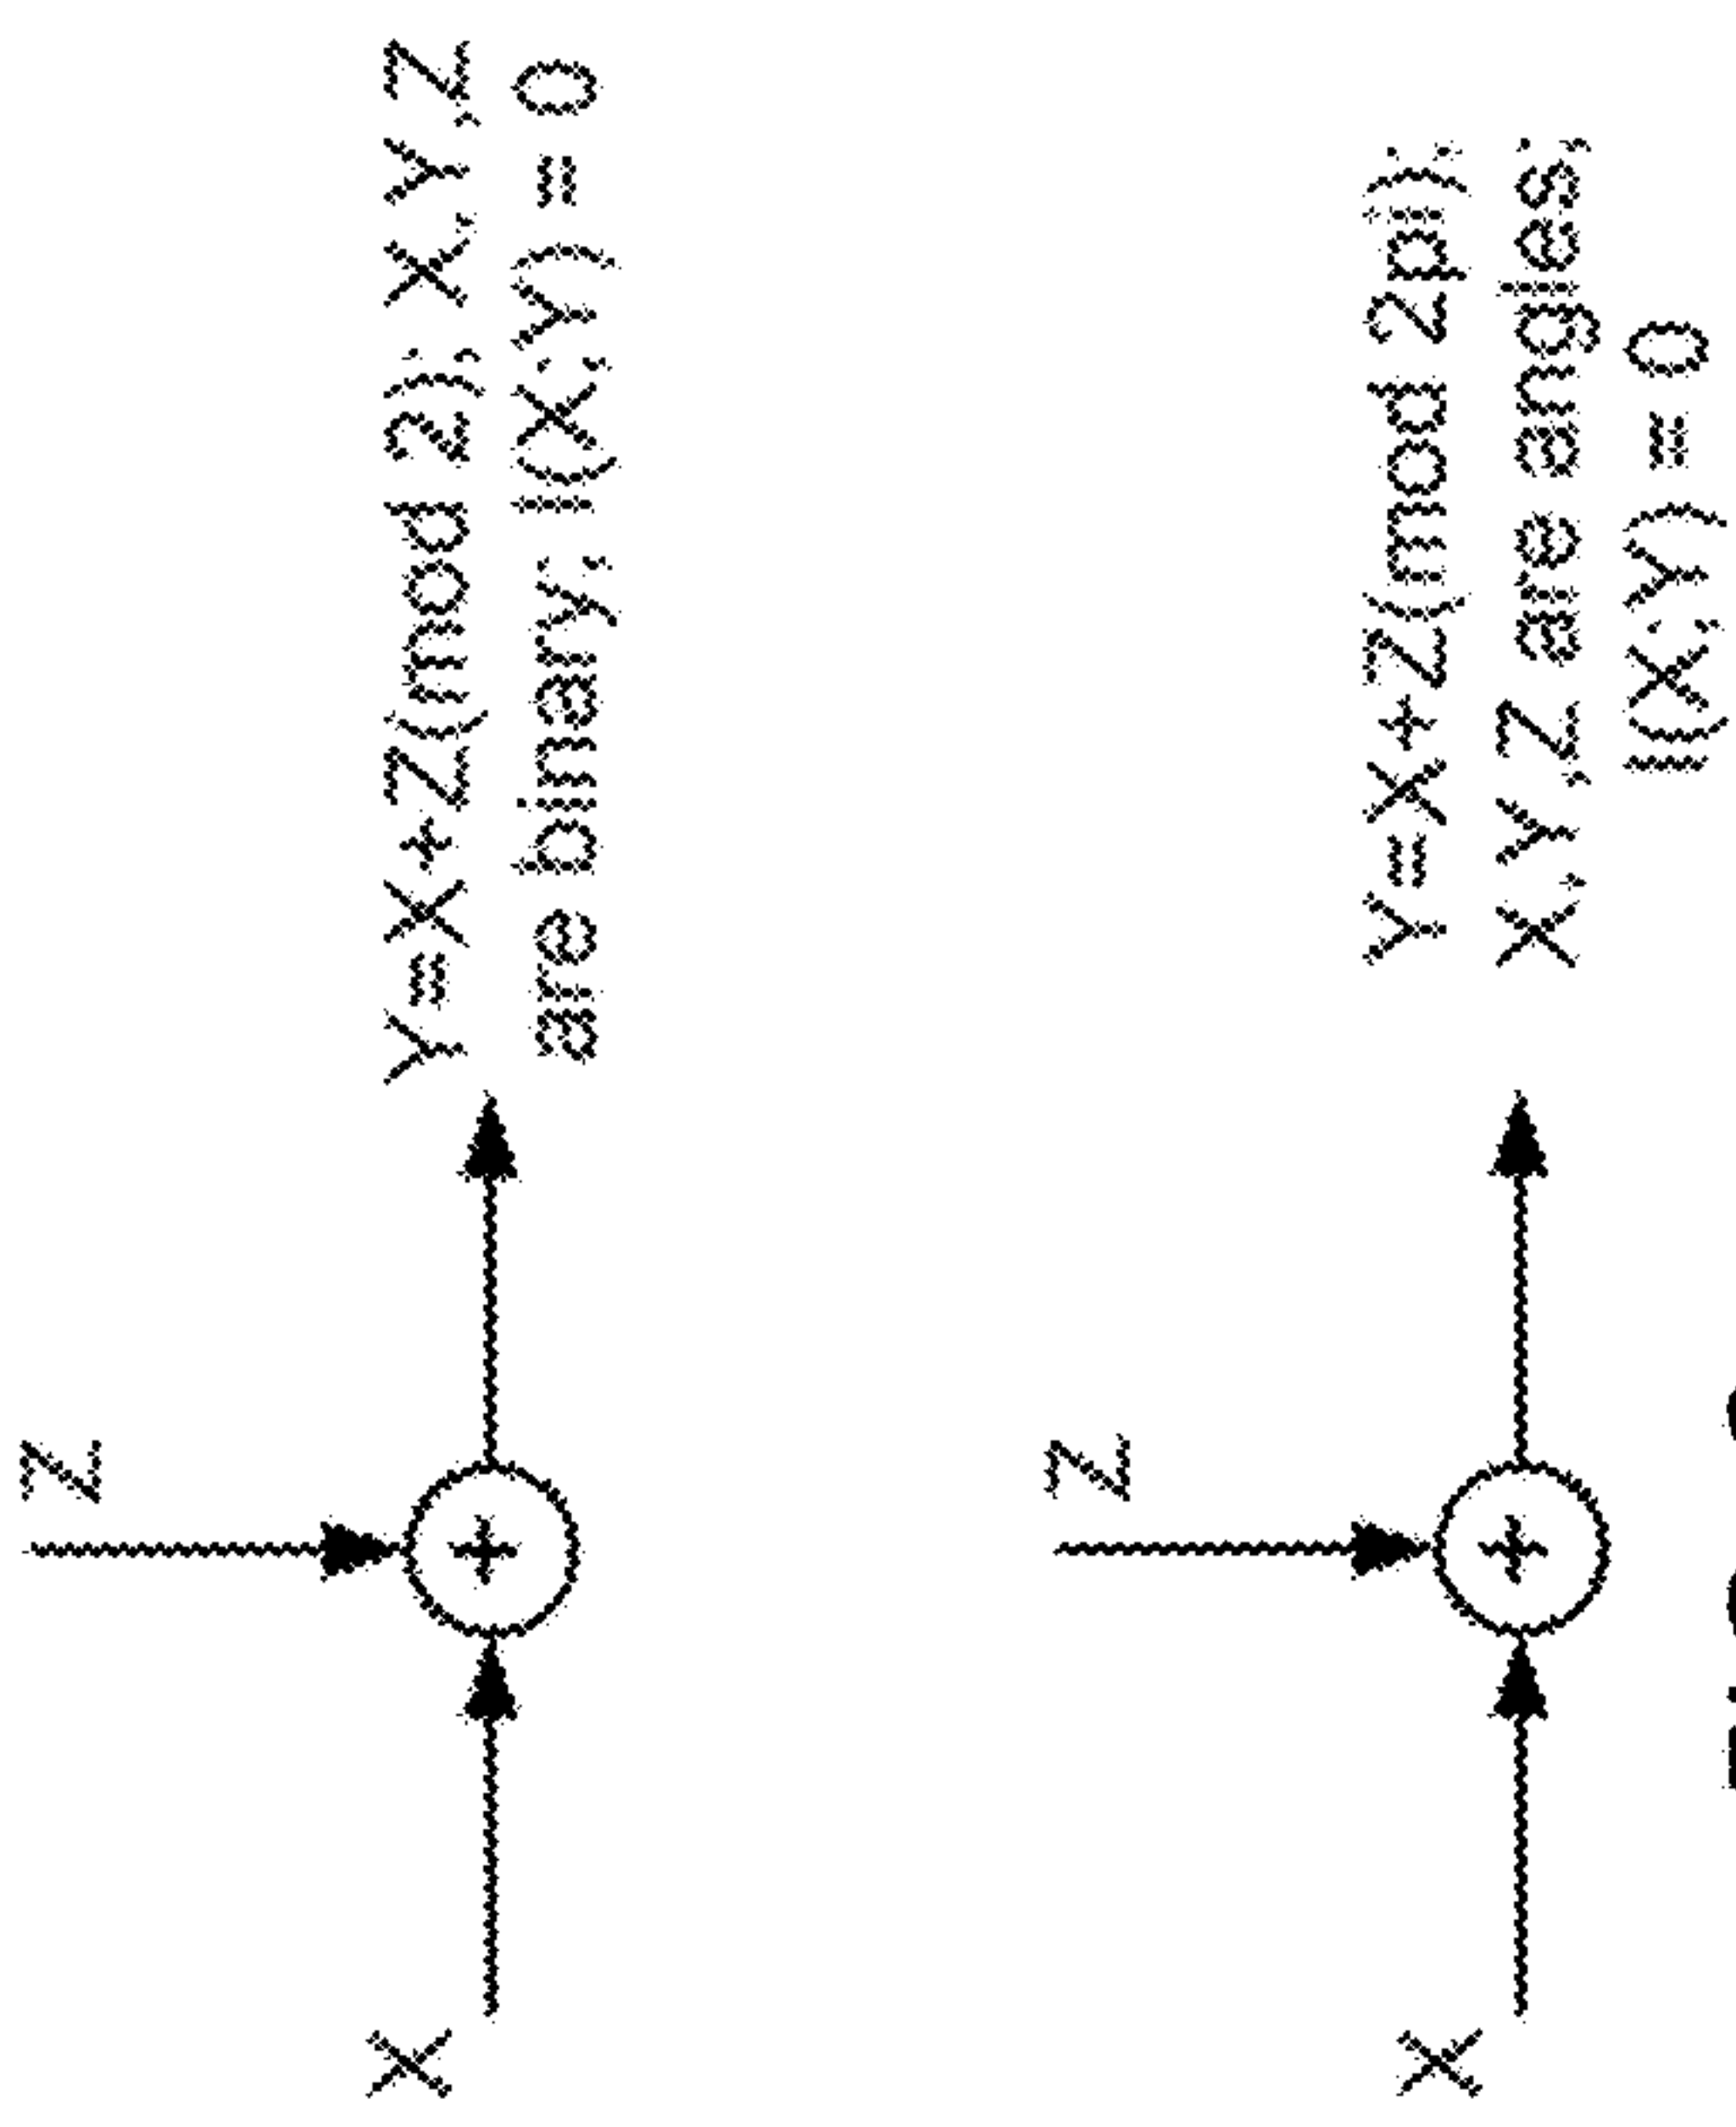 Z
X
Y=X+Z(mod 2); X,Y,Z
are binary; I(X;Y) = 0
Z
X
Y=X+Z(mod 2pi);
X,Y,Z are angles;
I(X;Y) = 0